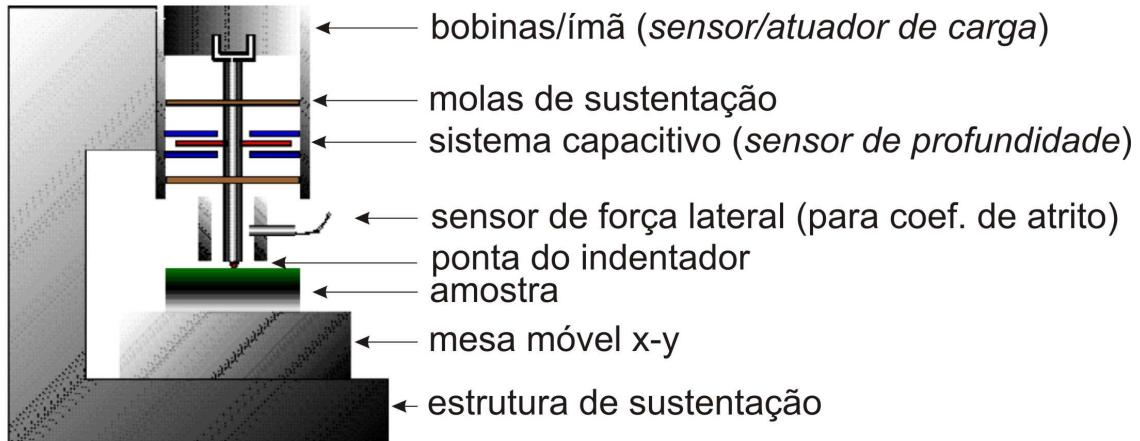 bobinas/ímã (sensor/atuador de carga)
molas de sustentação
sistema capacitivo (sensor de profundidade)
sensor de força lateral (para coef. de atrito)
ponta do indentador
amostra
mesa móvel x-y
estrutura de sustentação